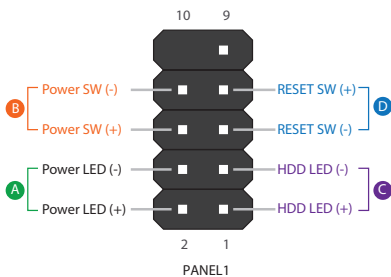 10 9
Power SW (-) RESET SW (+)
B D
Power SW (+) RESET SW (-)
Power LED (-) HDD LED (-)
A C
Power LED (+) HDD LED (+)
2 1
PANEL1